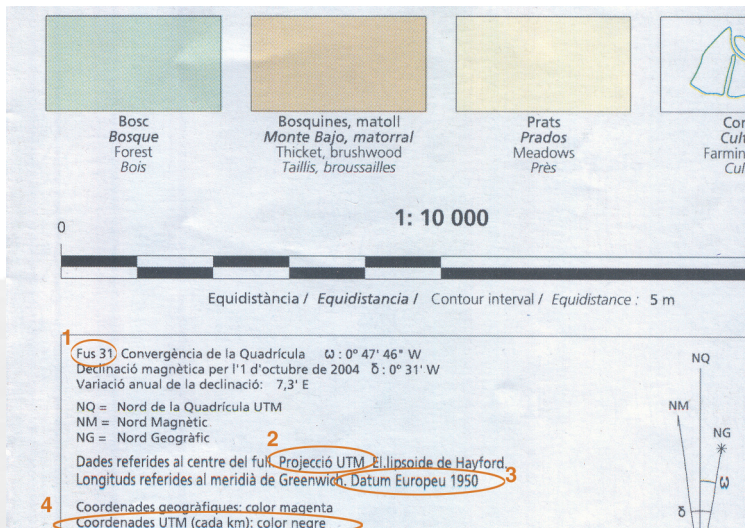 Bosc
Bosque
Forest
Bois
Bosquines, matoll
Monte Bajo, matorral
Thicket, brushwood
Taillis, broussailles
Prats
Prados
Meadows
Près
0
1: 10 000
Equidistància / Equidistancia / Contour interval / Equidistance : 5 m
1
Fus 31 Convergència de la Quadrícula ω : 0° 47' 46" W
Declinació magnètica per l'1 d'octubre de 2004 δ : 0° 31' W
Variació anual de la declinació: 7,3' E
NQ = Nord de la Quadrícula UTM
NM = Nord Magnètic
NG = Nord Geogràfic
2
Dades referides al centre del full. Projecció UTM El.lipsoide de Hayford.
Longituds referides al meridià de Greenwich. Datum Europeu 1950
3
4
Coordenades geogràfiques: color magenta
Coordenades UTM (cada km): color negre
NQ
NM
NG
ω
δ